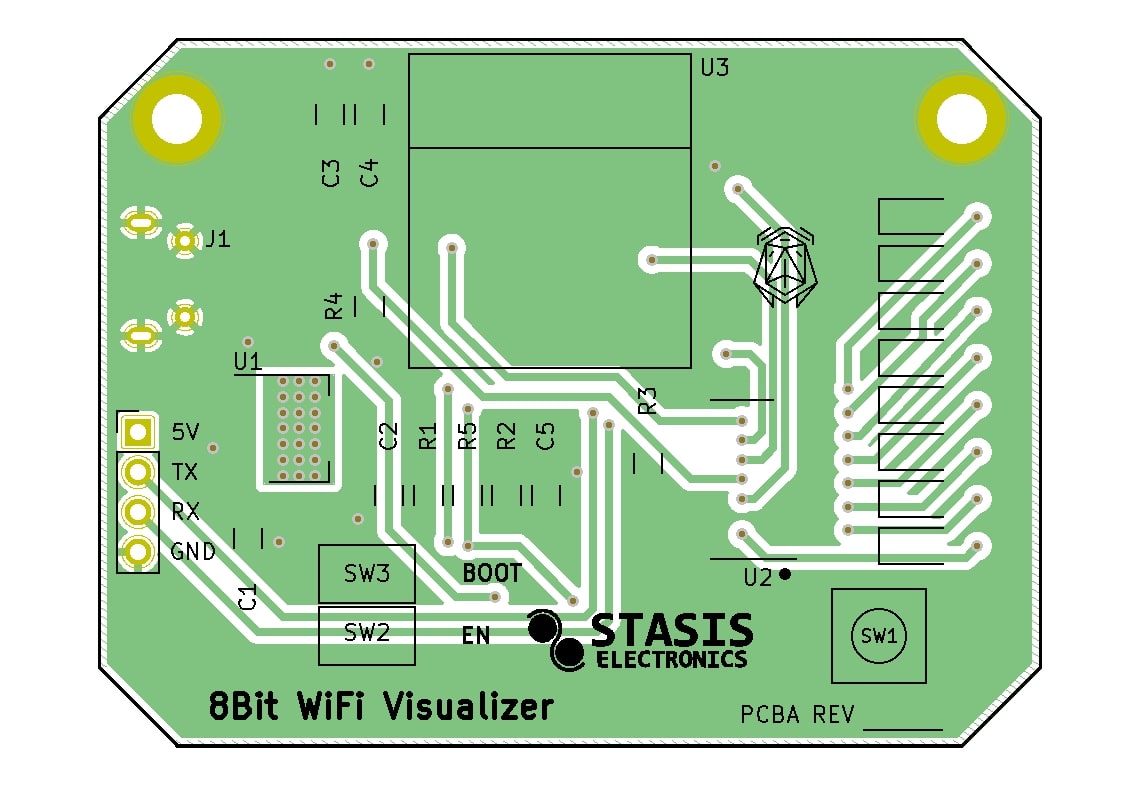 U3
C3
C4
J1
R4
U1
R3
5V
C2
R1
R5
R2
C5
TX
RX
GND
SW3
BOOT
U2
C1
SW2
EN
STASIS
ELECTRONICS
SW1
8Bit WiFi Visualizer
PCBA REV